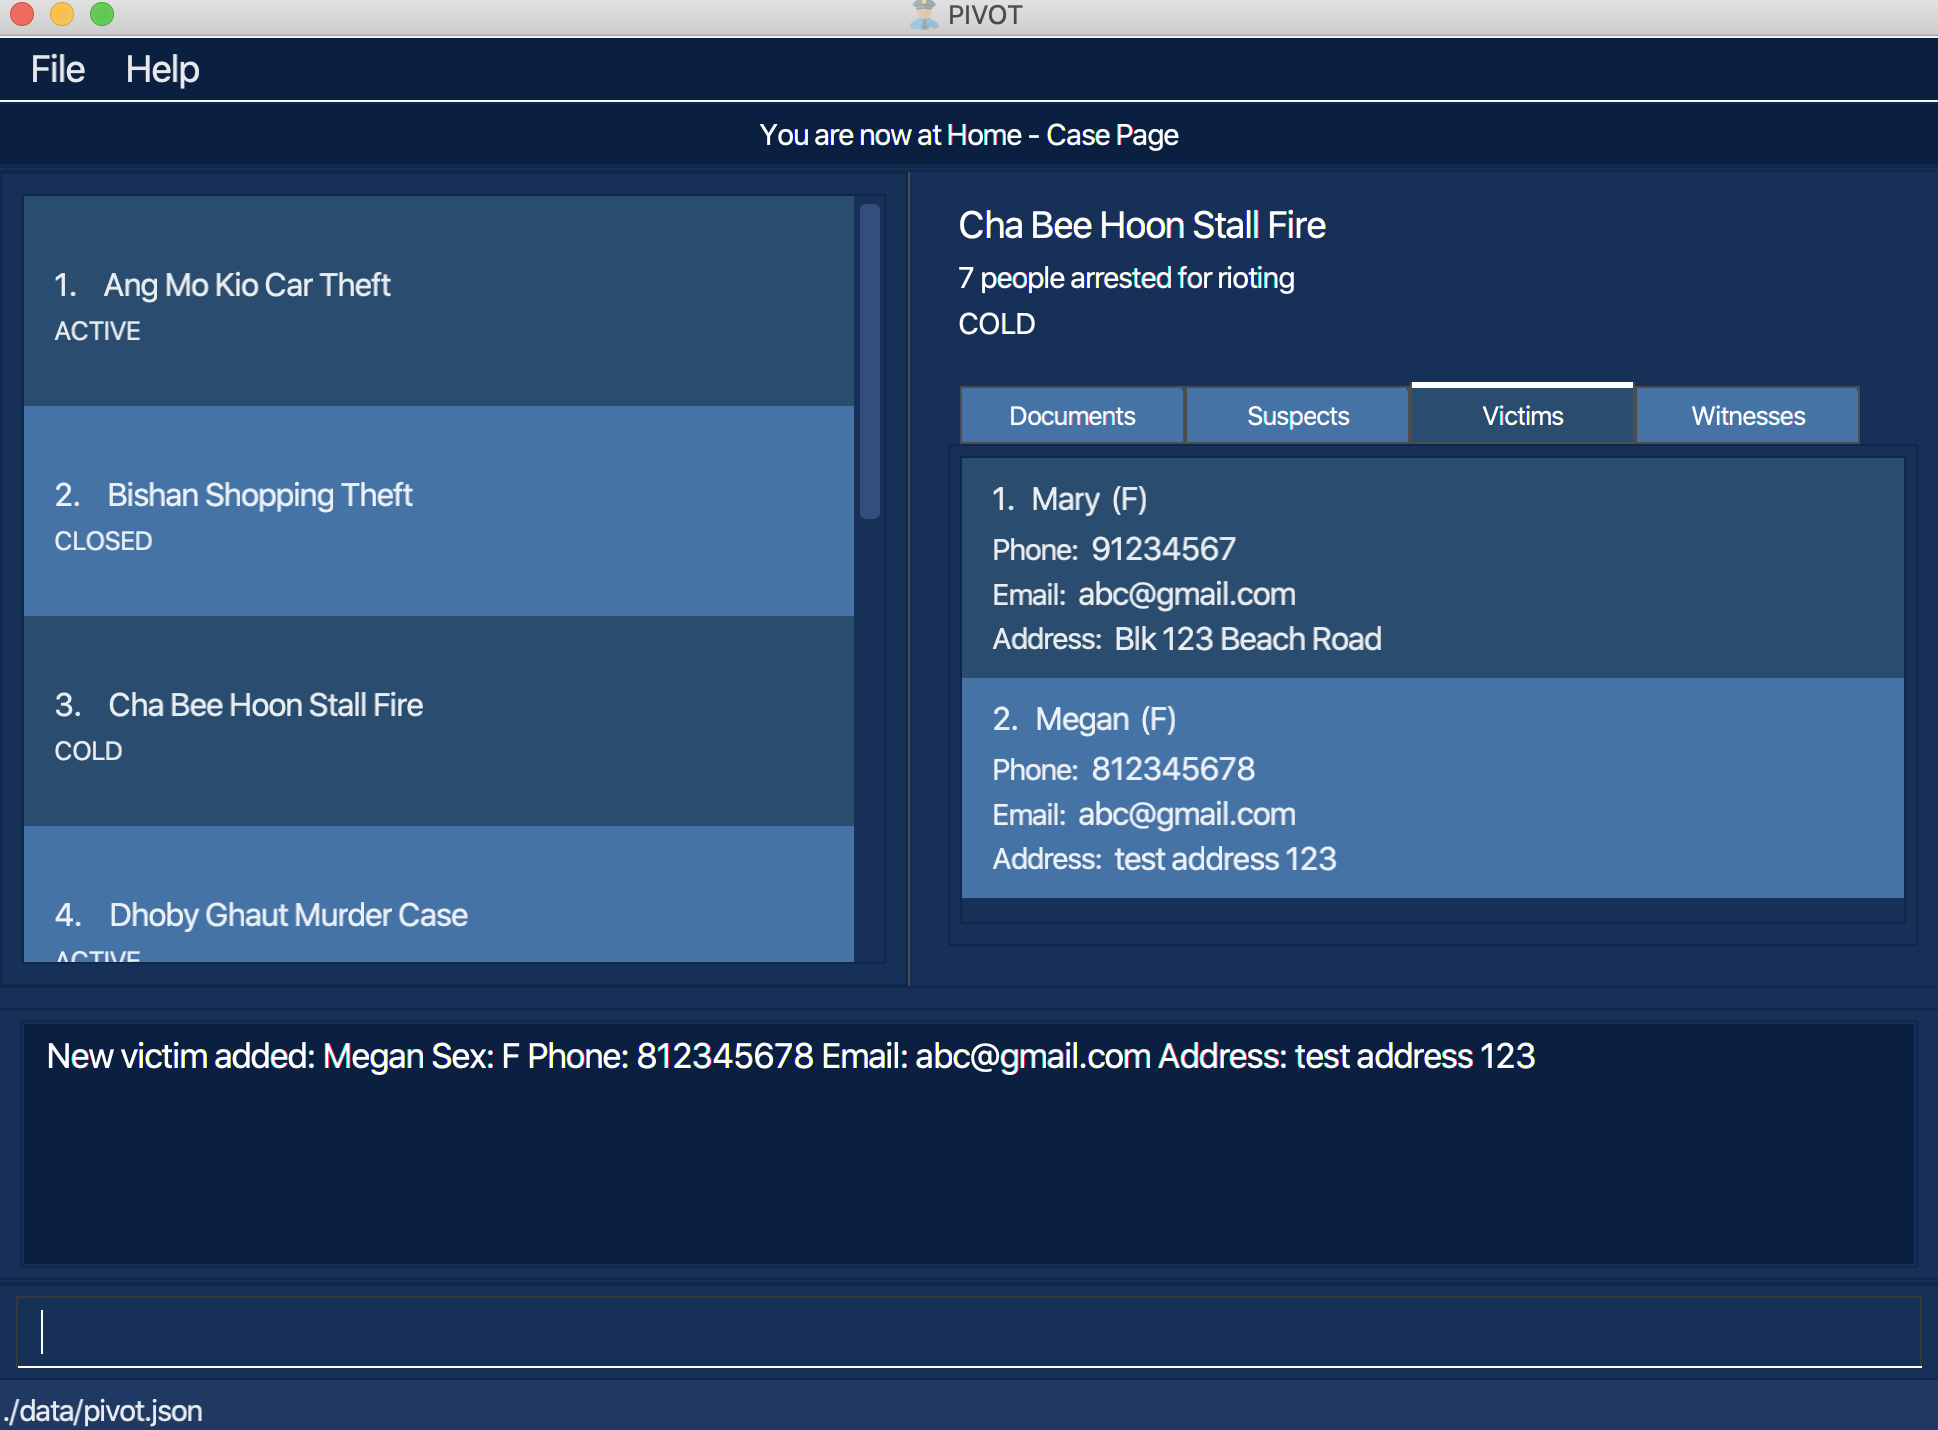 PIVOT
File Help
You are now at Home - Case Page
1. Ang Mo Kio Car Theft
ACTIVE
2. Bishan Shopping Theft
CLOSED
3. Cha Bee Hoon Stall Fire
COLD
4. Dhoby Ghaut Murder Case
ACTIVE
Cha Bee Hoon Stall Fire
7 people arrested for rioting
COLD
Documents Suspects Victims Witnesses
1. Mary (F)
Phone: 91234567
Email: abc@gmail.com
Address: Blk 123 Beach Road
2. Megan (F)
Phone: 812345678
Email: abc@gmail.com
Address: test address 123
New victim added: Megan Sex: F Phone: 812345678 Email: abc@gmail.com Address: test address 123
./data/pivot.json